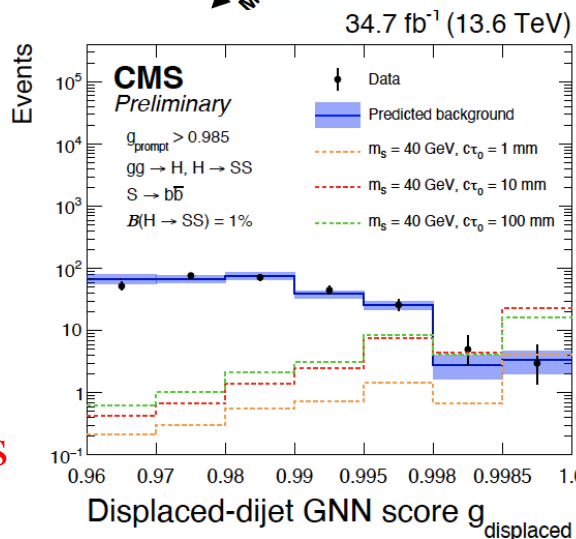 M
34.7 fb⁻¹ (13.6 TeV)
Events
10⁵
10⁴
10³
10²
10
1
10⁻¹
CMS
Preliminary
g_prompt > 0.985
gg → H, H → SS
S → bb̅
B(H → SS) = 1%
Data
Predicted background
m_s = 40 GeV, cτ₀ = 1 mm
m_s = 40 GeV, cτ₀ = 10 mm
m_s = 40 GeV, cτ₀ = 100 mm
s
0.96 0.97 0.98 0.99 0.995 0.998 0.9985 1.0
Displaced-dijet GNN score g_displaced